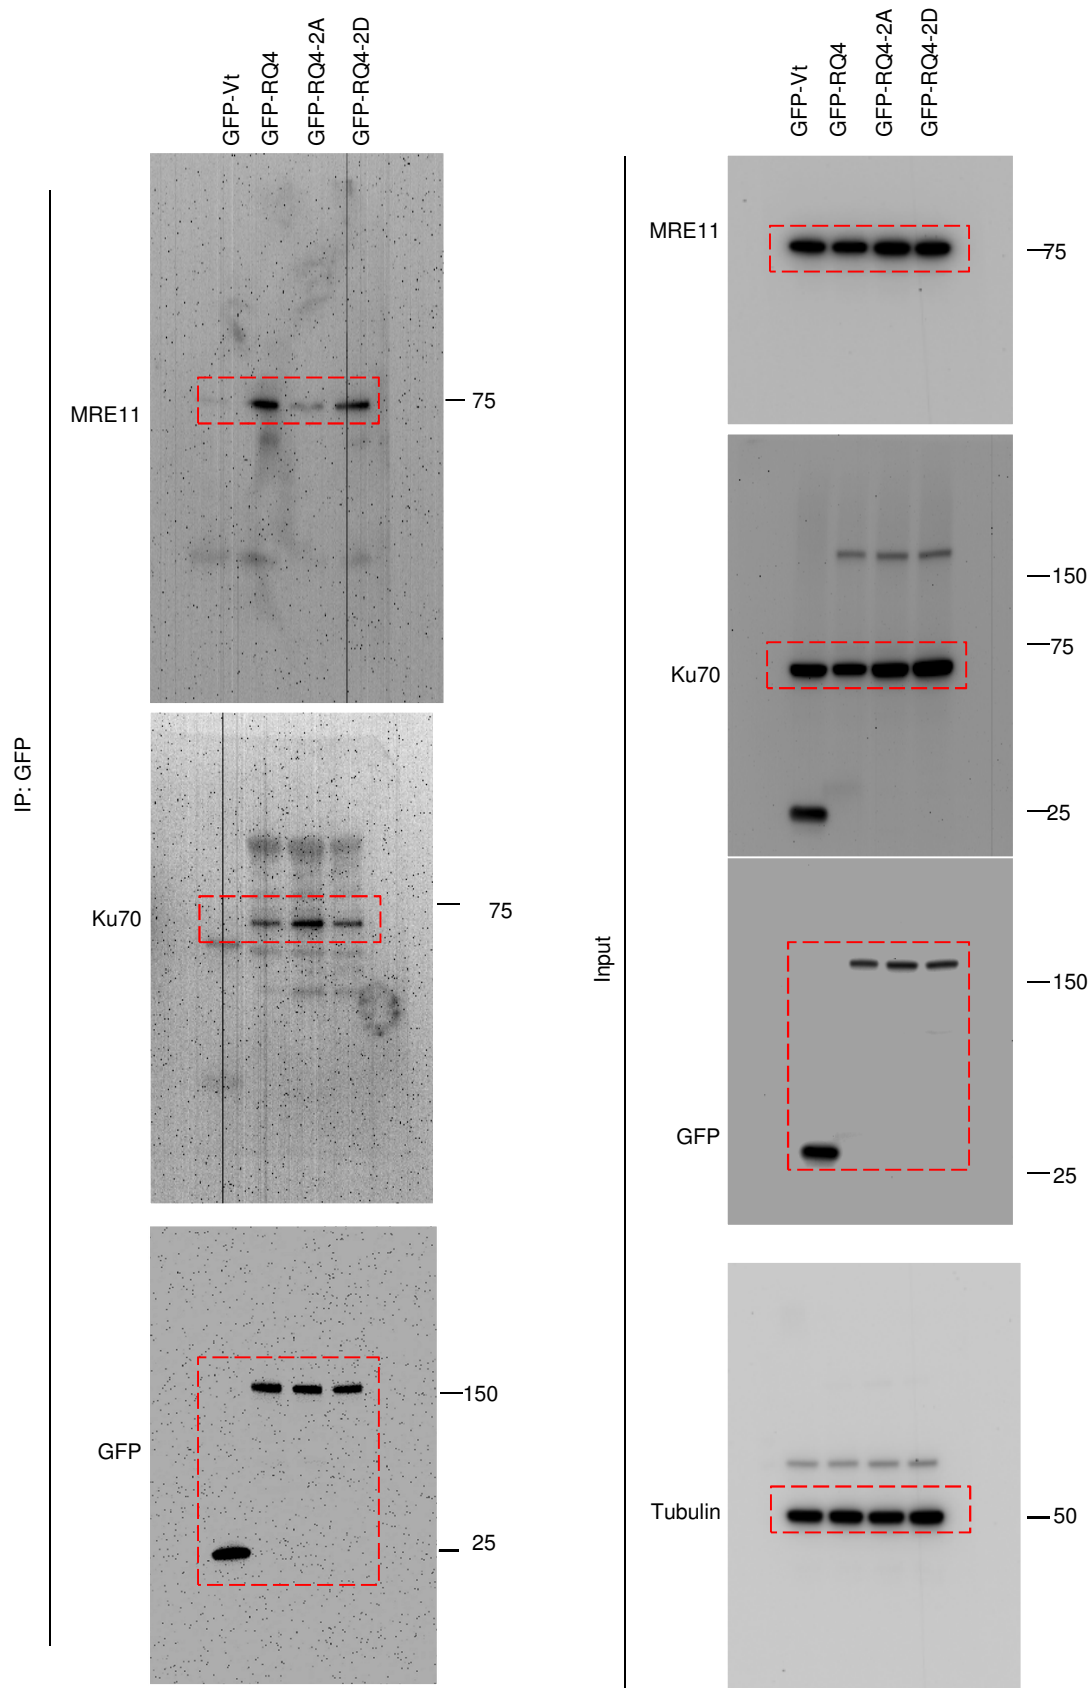 GFP-Vt
GFP-RQ4
GFP-RQ4-2A
GFP-RQ4-2D
IP: GFP
MRE11
75
Ku70
75
GFP
150
25
GFP-Vt
GFP-RQ4
GFP-RQ4-2A
GFP-RQ4-2D
Input
MRE11
75
Ku70
150
75
25
GFP
150
25
Tubulin
50